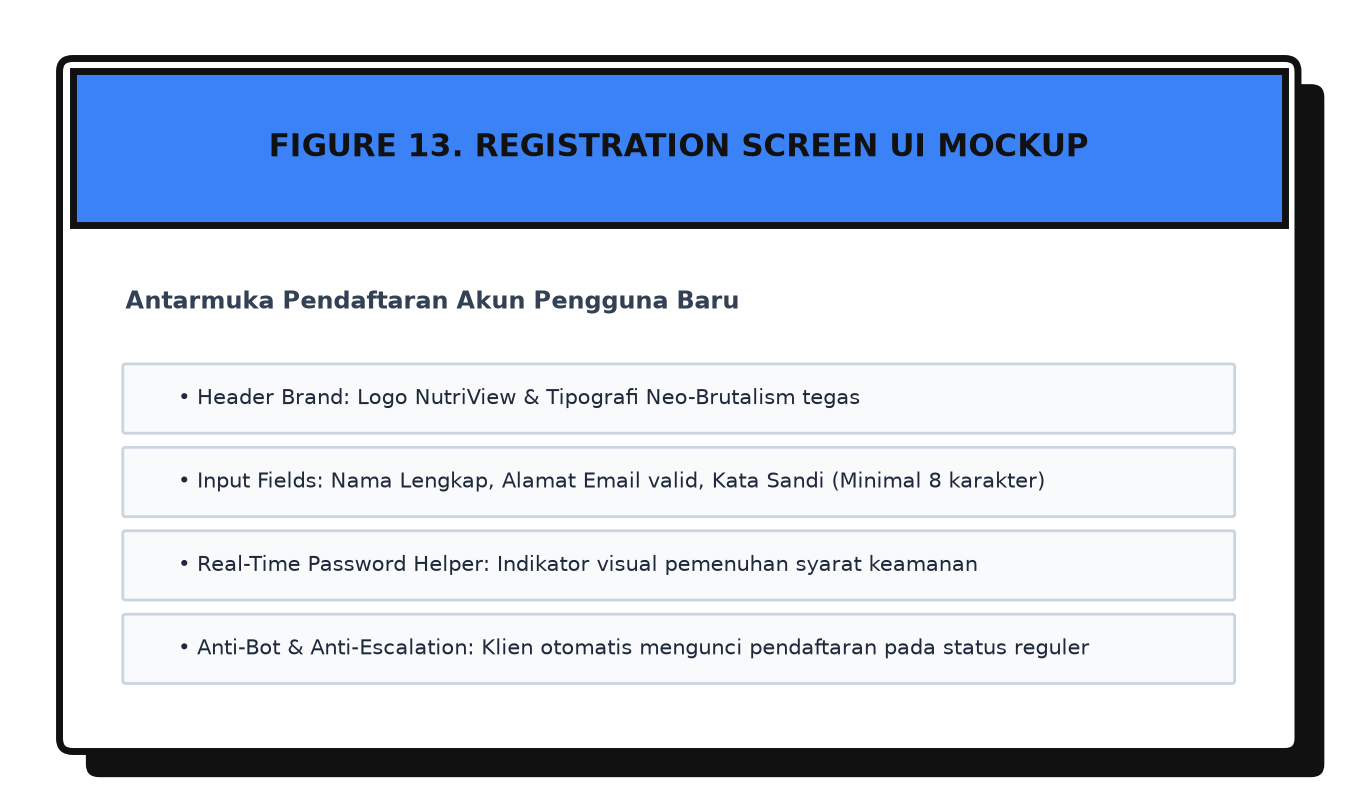 FIGURE 13. REGISTRATION SCREEN UI MOCKUP
Antarmuka Pendaftaran Akun Pengguna Baru
• Header Brand: Logo NutriView & Tipografi Neo-Brutalism tegas
• Input Fields: Nama Lengkap, Alamat Email valid, Kata Sandi (Minimal 8 karakter)
• Real-Time Password Helper: Indikator visual pemenuhan syarat keamanan
• Anti-Bot & Anti-Escalation: Klien otomatis mengunci pendaftaran pada status reguler